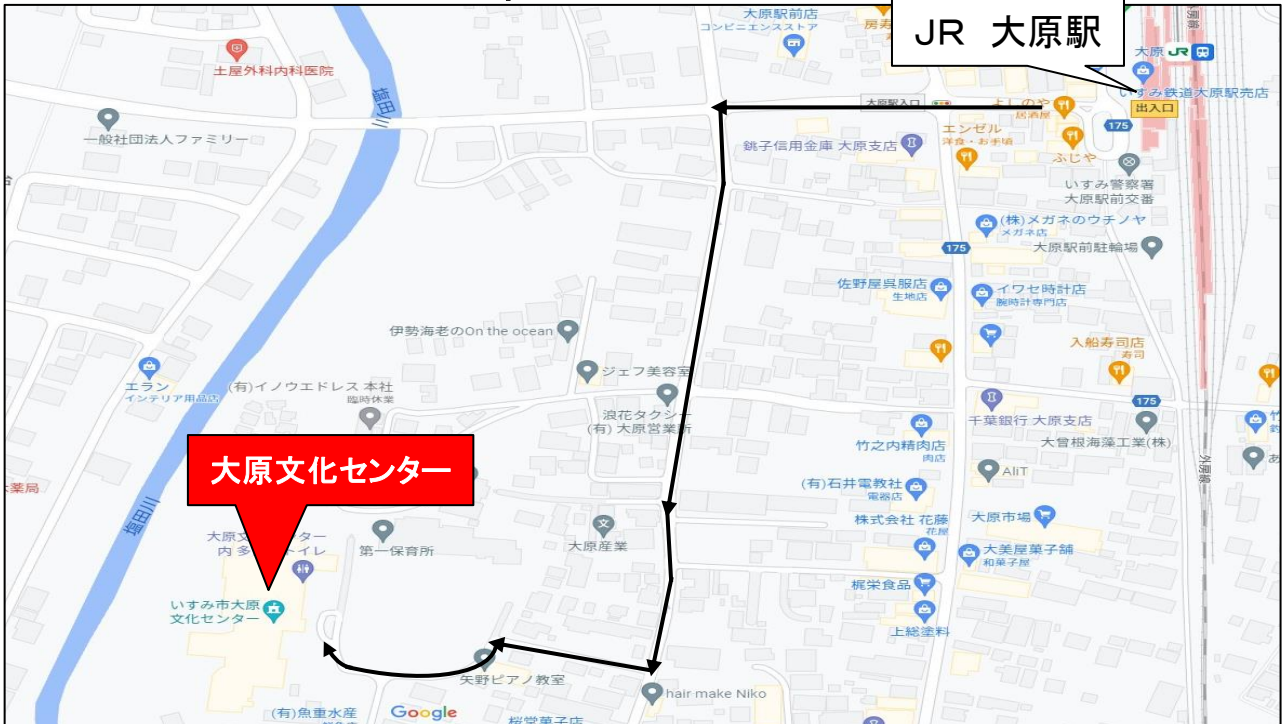 JR 大原駅
大原駅前店
コンビニエンスストア
土屋外科内科医院
大原 JR
いすみ鉄道大原駅売店
出入口
大原駅入口
よしのや
居酒屋
175
塩田川
一般社団法人ファミリー
銚子信用金庫 大原支店
エンゼル
洋食・お手頃
ふじや
いすみ警察署
大原駅前交番
(株)メガネのウチノヤ
メガネ店
175
大原駅前駐輪場
佐野屋呉服店
生地店
イワセ時計店
腕時計専門店
伊勢海老のOn the ocean
入船寿司店
寿司
ジェフ美容室
エラン
インテリア用品店
(有)イノウエドレス 本社
臨時休業
浪花タクシー
(有) 大原営業所
175
千葉銀行 大原支店
竹之内精肉店
肉店
大曾根海藻工業(株)
大原文化センター
AliT
外房線
薬局
(有)石井電教社
電器店
塩田川
株式会社 花藤
花屋
大原市場
第一保育所
大原産業
大美屋菓子舗
和菓子屋
梶栄食品
いすみ市大原
文化センター
上総塗料
矢野ピアノ教室
hair make Niko
(有)魚重水産
Google
桜堂菓子店